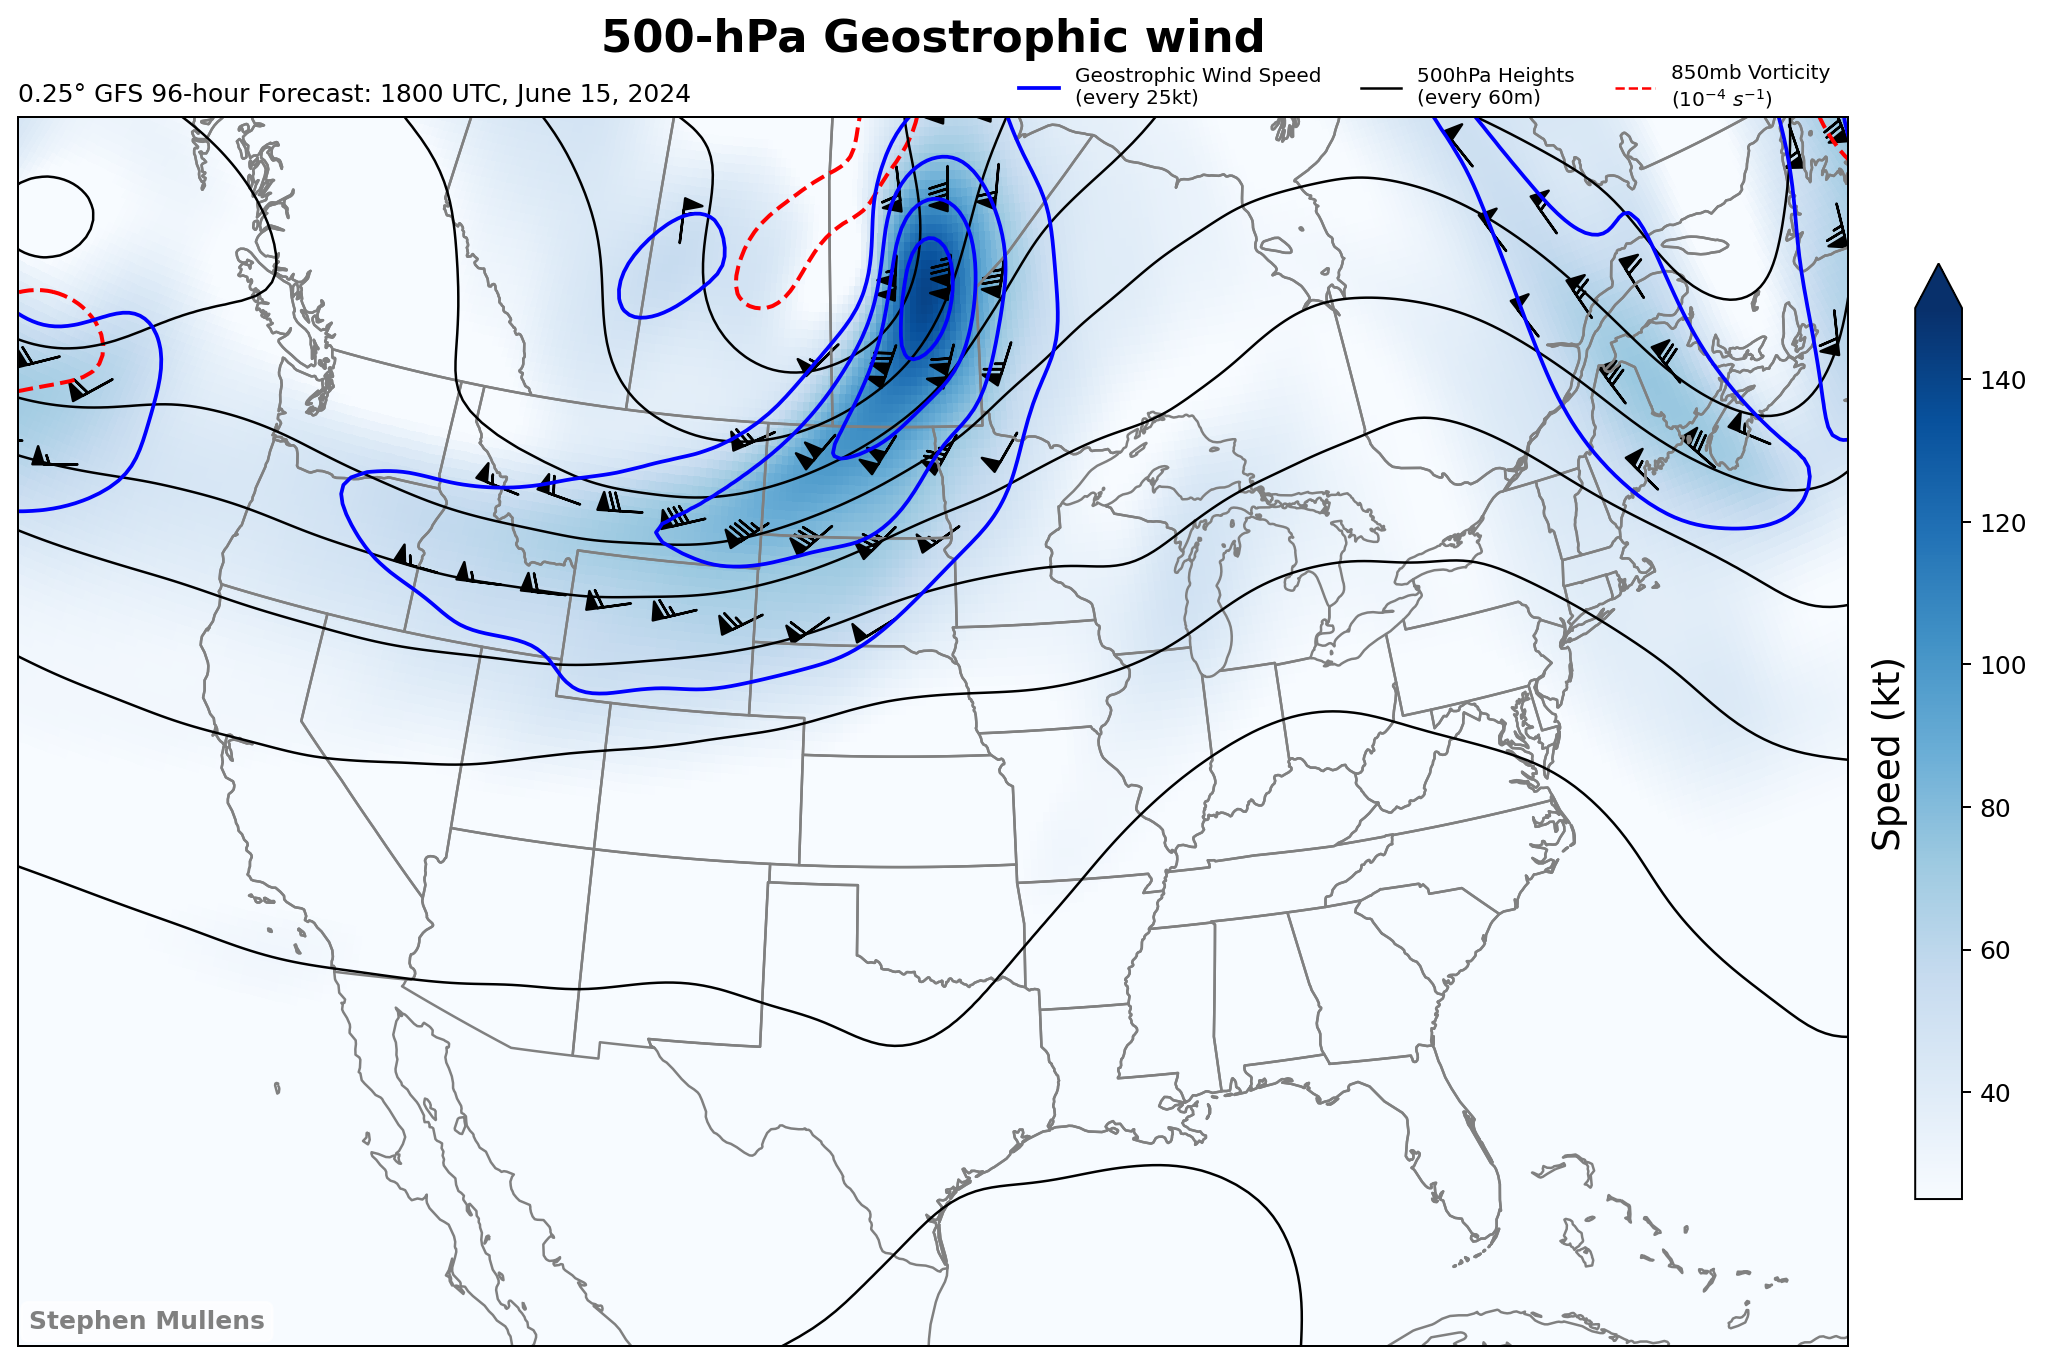 500-hPa Geostrophic wind
0.25° GFS 96-hour Forecast: 1800 UTC, June 15, 2024
Geostrophic Wind Speed
(every 25kt)
500hPa Heights
(every 60m)
850mb Vorticity
(10⁻⁴ s⁻¹)
140
120
100
80
60
40
Speed (kt)
Stephen Mullens